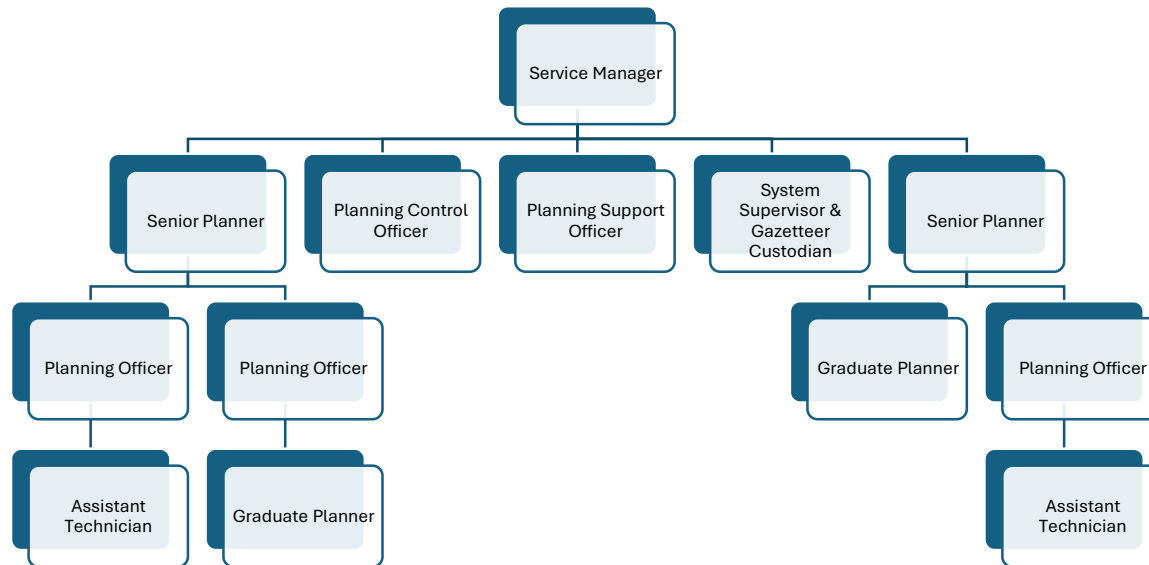 Service Manager
Senior Planner
Planning Control
Officer
Planning Support
Officer
System
Supervisor &
Gazetteer
Custodian
Senior Planner
Planning Officer
Planning Officer
Graduate Planner
Planning Officer
Assistant
Technician
Graduate Planner
Assistant
Technician